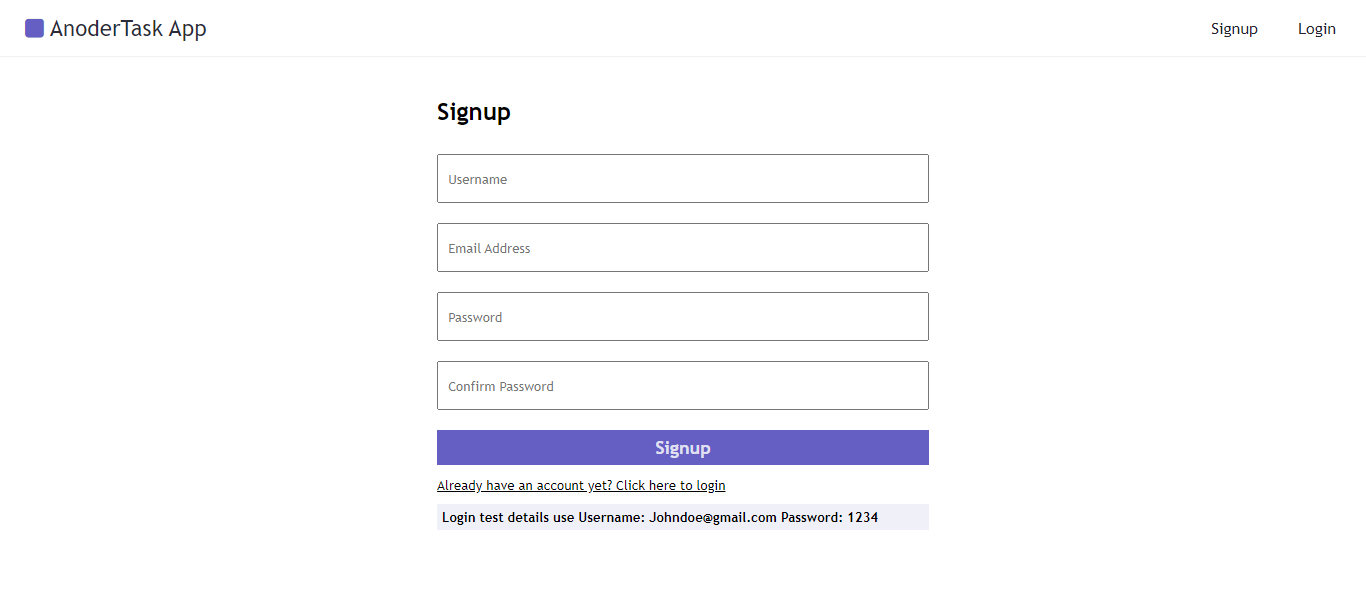 AnoderTask App
Signup
Login
Signup
Username
Email Address
Password
Confirm Password
Signup
Already have an account yet? Click here to login
Login test details use Username: Johndoe@gmail.com Password: 1234